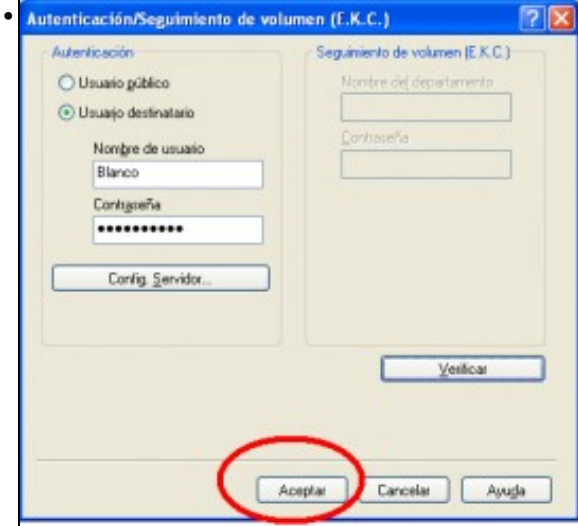 Autenticación/Seguimiento de volumen (E.K.C.)
Autenticación
Usuario público
Usuario destinatario
Nombre de usuario
Blanco
Contraseña
••••••••••
Config. Servidor...
Seguimiento de volumen (E.K.C.)
Nombre del departamento
Contraseña
Verificar
Aceptar
Cancelar
Ayuda